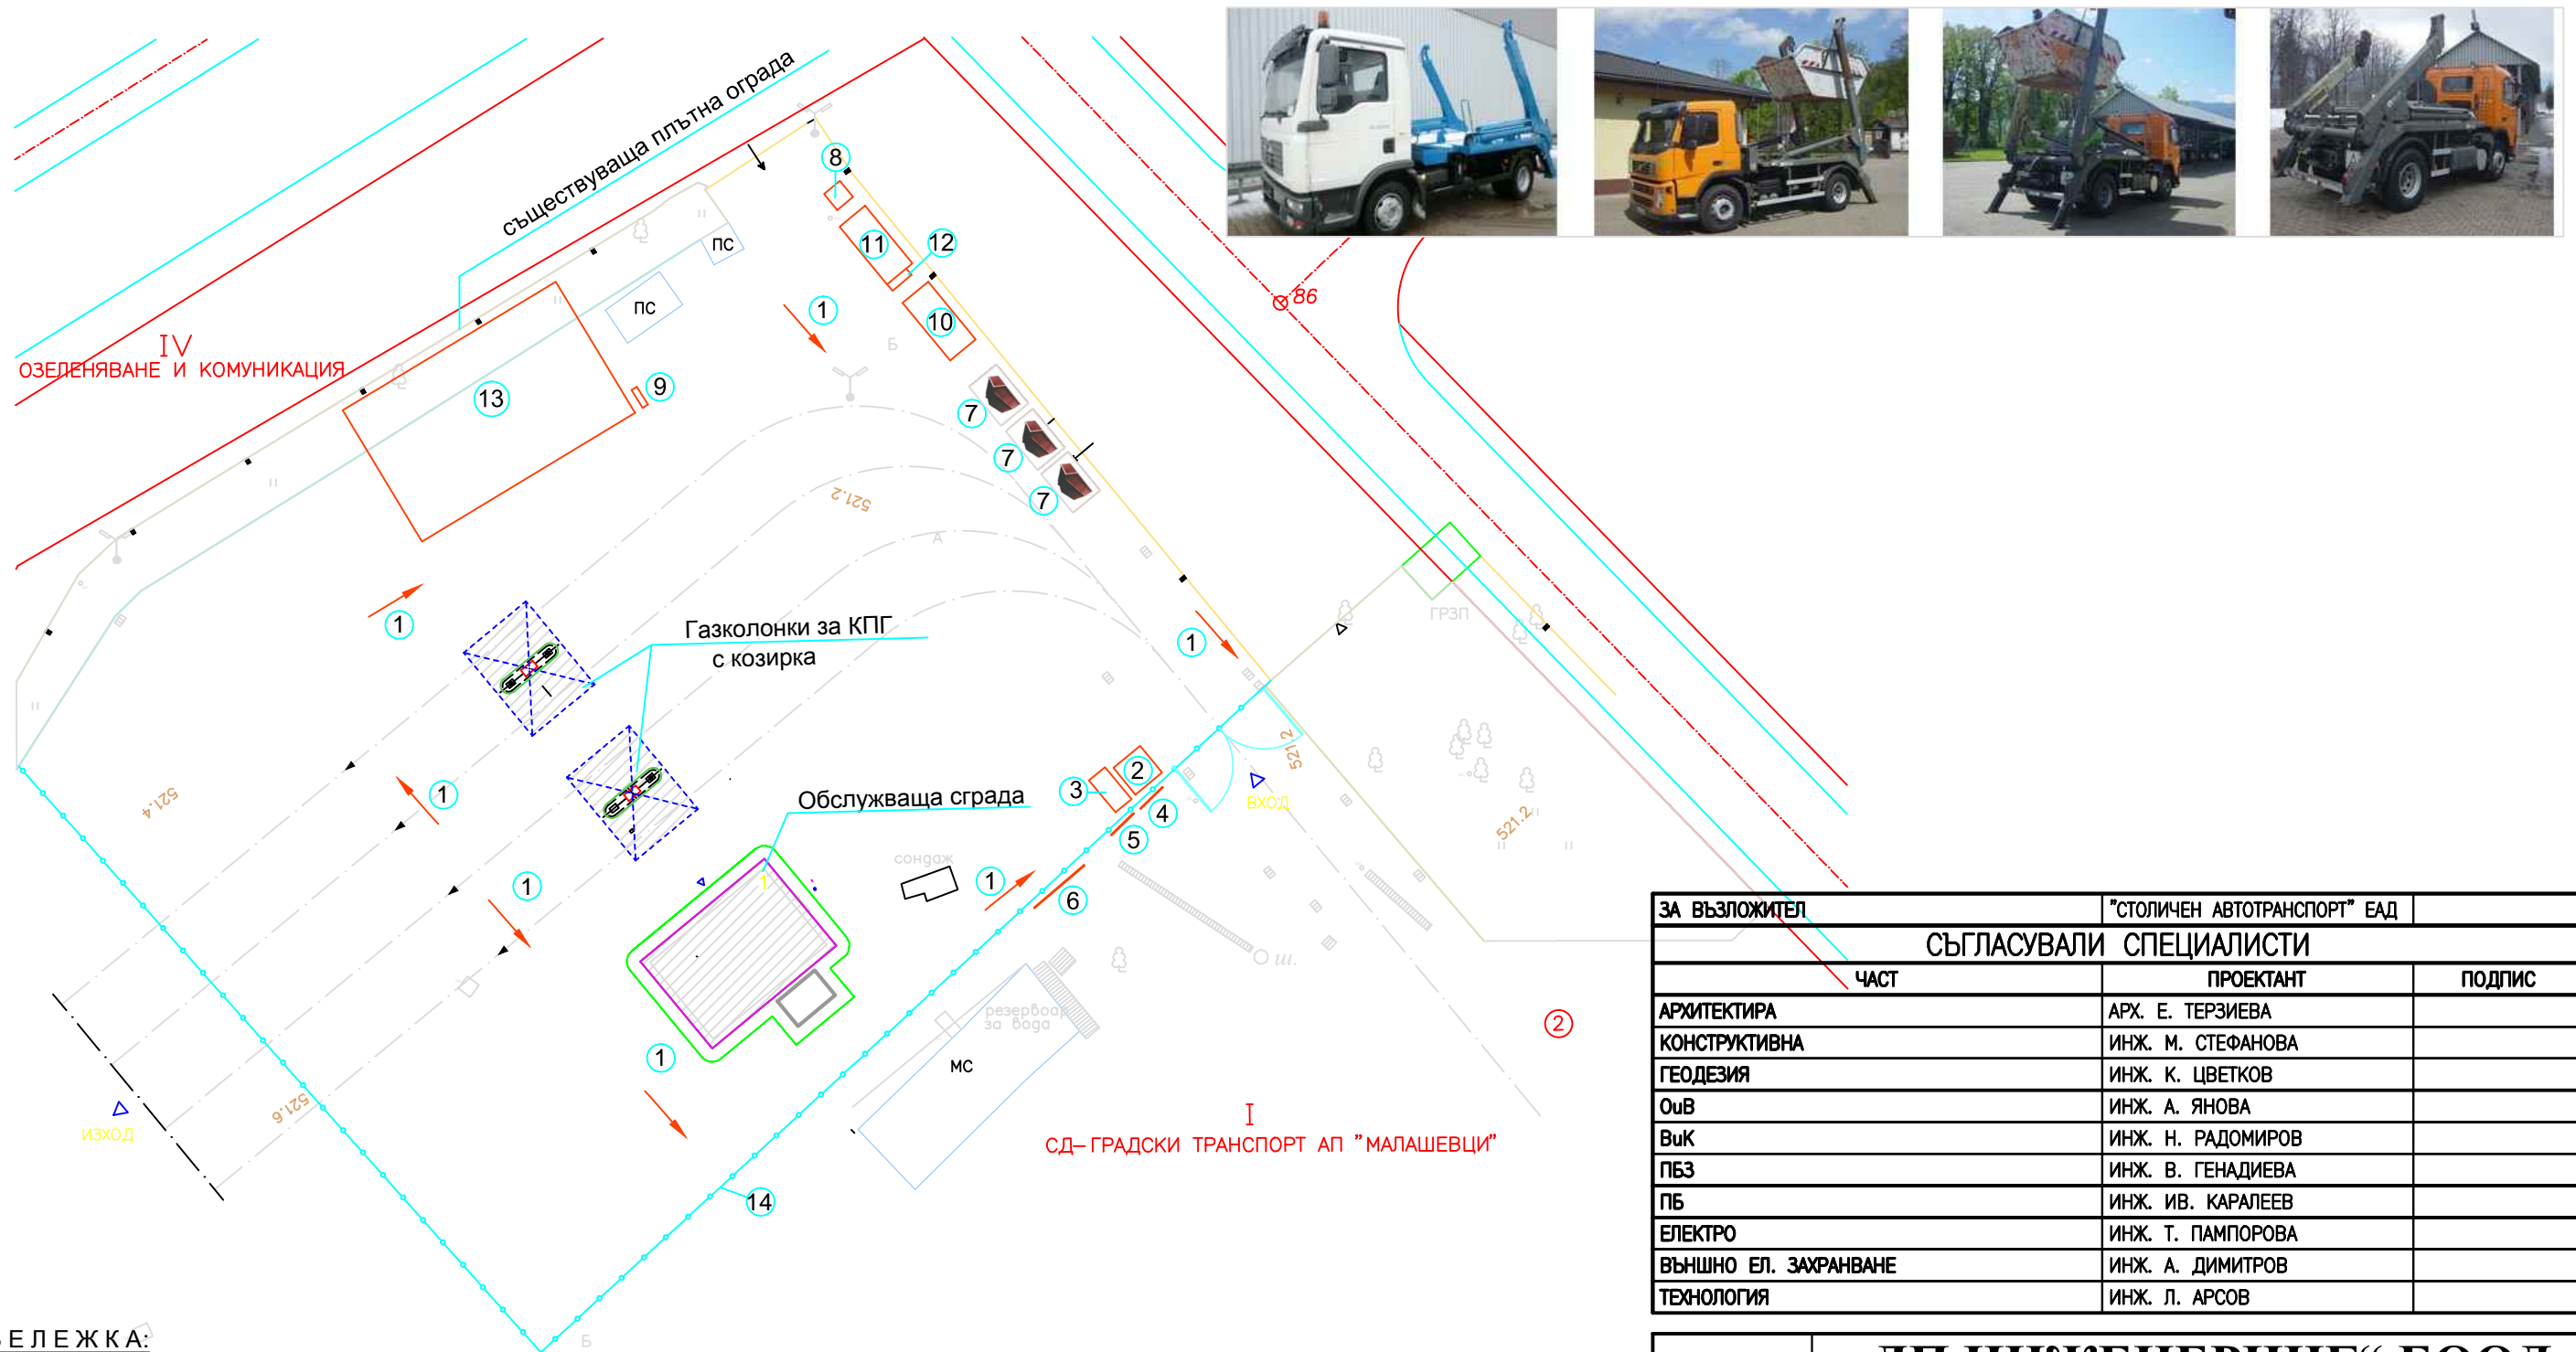 съществуваща плътна ограда
8
11
12
ПС
ПС
10
1
Б
86
IV
ОЗЕЛЕНЯВАНЕ И КОМУНИКАЦИЯ
13
9
7
7
7
521.2
А
1
Газколонки за КПГ
с козирка
1
ГРЗП
521.4
1
Обслужваща сграда
3
2
4
5
ВХОД
521.2
521.2
1
1
сондаж
1
6
Ош.
резервоар
за вода
МС
2
1
521.6
ИЗХОД
14
I
СД-ГРАДСКИ ТРАНСПОРТ АП "МАЛАШЕВЦИ"
Б
ЕЛЕЖКА:
ЗА ВЪЗЛОЖИТЕЛ "СТОЛИЧЕН АВТОТРАНСПОРТ" ЕАД
СЪГЛАСУВАЛИ СПЕЦИАЛИСТИ
ЧАСТ ПРОЕКТАНТ ПОДПИС
АРХИТЕКТИРА АРХ. Е. ТЕРЗИЕВА
КОНСТРУКТИВНА ИНЖ. М. СТЕФАНОВА
ГЕОДЕЗИЯ ИНЖ. К. ЦВЕТКОВ
ОиВ ИНЖ. А. ЯНОВА
ВиК ИНЖ. Н. РАДОМИРОВ
ПБЗ ИНЖ. В. ГЕНАДИЕВА
ПБ ИНЖ. ИВ. КАРАЛЕЕВ
ЕЛЕКТРО ИНЖ. Т. ПАМПОРОВА
ВЪНШНО ЕЛ. ЗАХРАНВАНЕ ИНЖ. А. ДИМИТРОВ
ТЕХНОЛОГИЯ ИНЖ. Л. АРСОВ